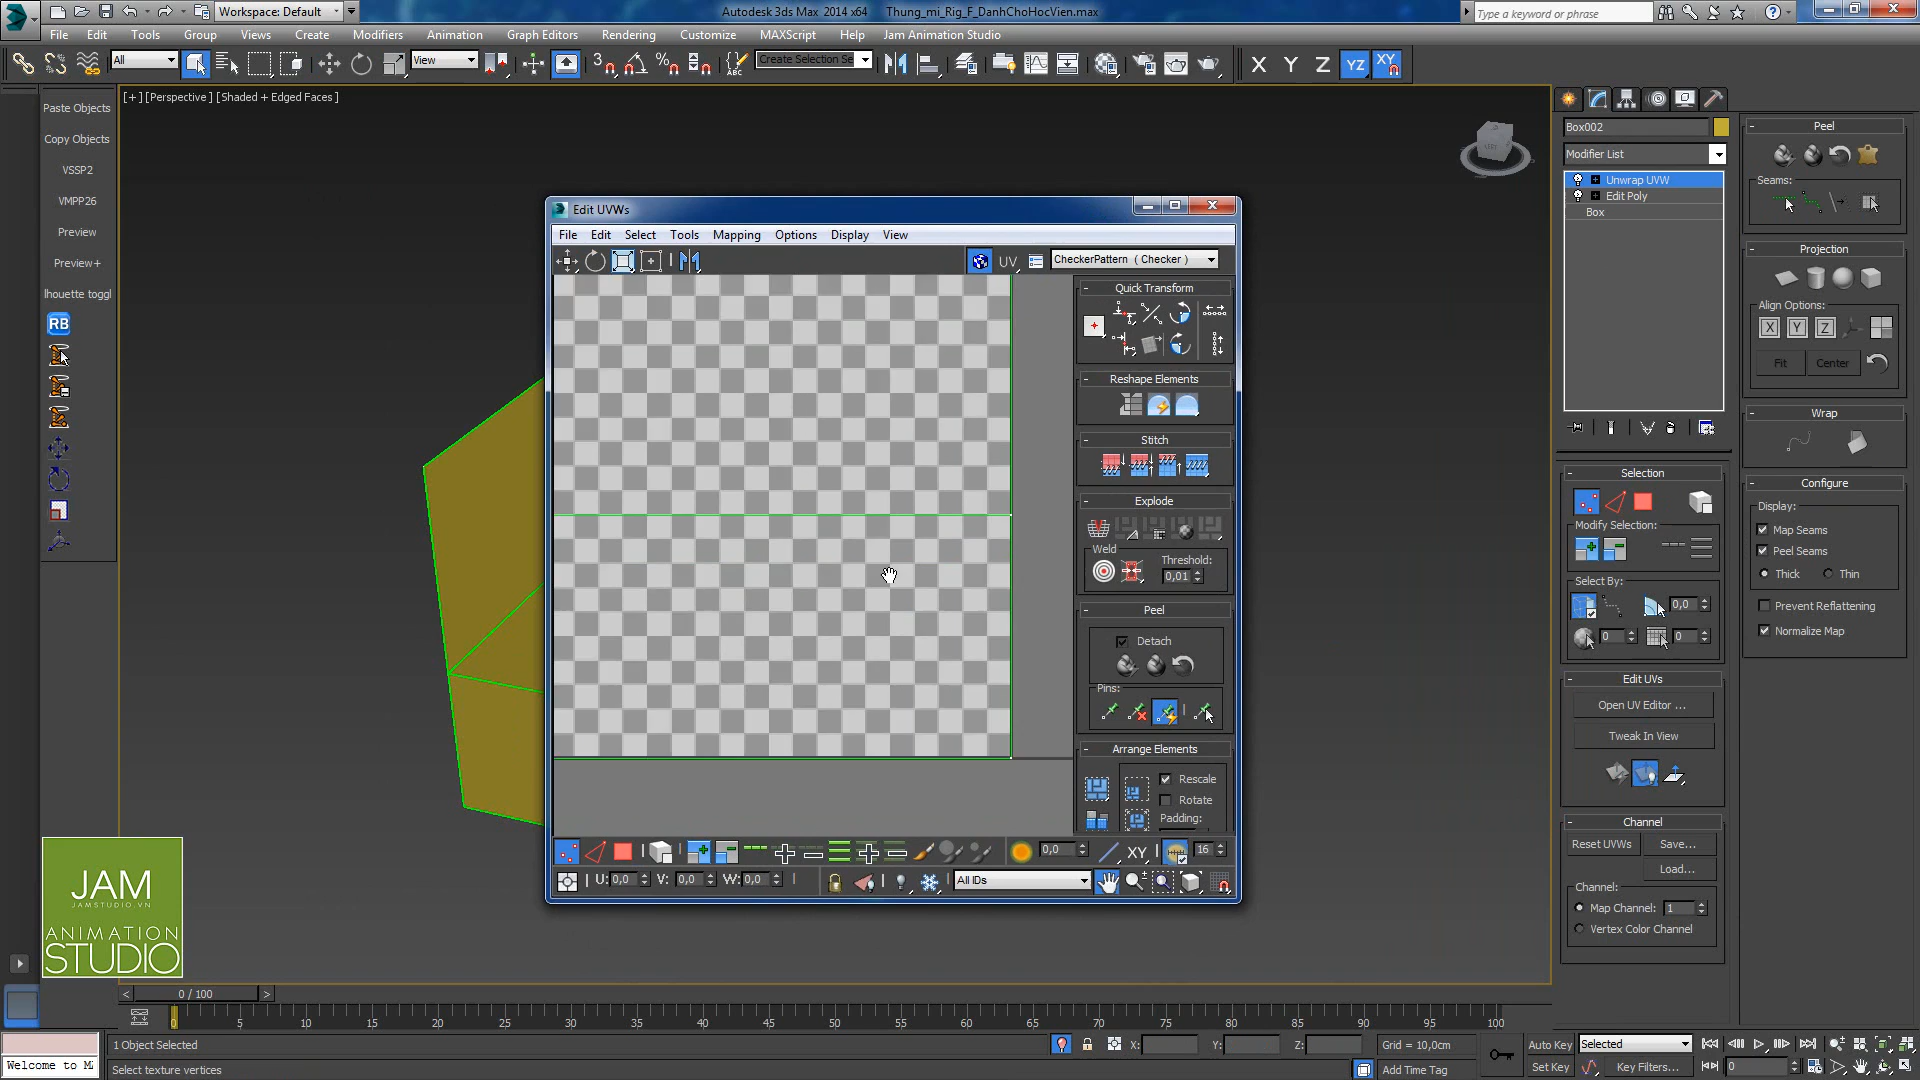 Workspace: Default
Autodesk 3ds Max 2014 x64 Thung_mi_Rig_F_DanhChoHocVien.max
Type a keyword or phrase
File Edit Tools Group Views Create Modifiers Animation Graph Editors Rendering Customize MAXScript Help Jam Animation Studio
All
View
Create Selection Se
X Y Z YZ XY
[+] [Perspective] [Shaded + Edged Faces]
Paste Objects
Copy Objects
VSSP2
VMPP26
Preview
Preview+
lhouette toggl
RB
Edit UVWs
File Edit Select Tools Mapping Options Display View
UV
CheckerPattern ( Checker )
Quick Transform
Reshape Elements
Stitch
Explode
Weld
Threshold:
0,01
Peel
Detach
Pins:
Arrange Elements
Rescale
Rotate
Padding:
0,0
XY
16
U: 0,0 V: 0,0 W: 0,0
All IDs
Box002
Modifier List
Unwrap UVW
Edit Poly
Box
Selection
Modify Selection:
Select By:
0,0
0
0
Edit UVs
Open UV Editor ...
Tweak In View
Channel
Reset UVWs Save...
Load...
Channel:
Map Channel: 1
Vertex Color Channel
Peel
Seams:
Projection
Align Options:
X Y Z
Fit Center
Wrap
Configure
Display:
Map Seams
Peel Seams
Thick Thin
Prevent Reflattening
Normalize Map
JAM
JAMSTUDIO.VN
ANIMATION
STUDIO
0 / 100
0 5 10 15 20 25 30 35 40 45 50 55 60 65 70 75 80 85 90 95 100
1 Object Selected
X: Y: Z:
Grid = 10,0cm
Auto Key Selected
Welcome to M
Select texture vertices
Add Time Tag
Set Key Key Filters...
0